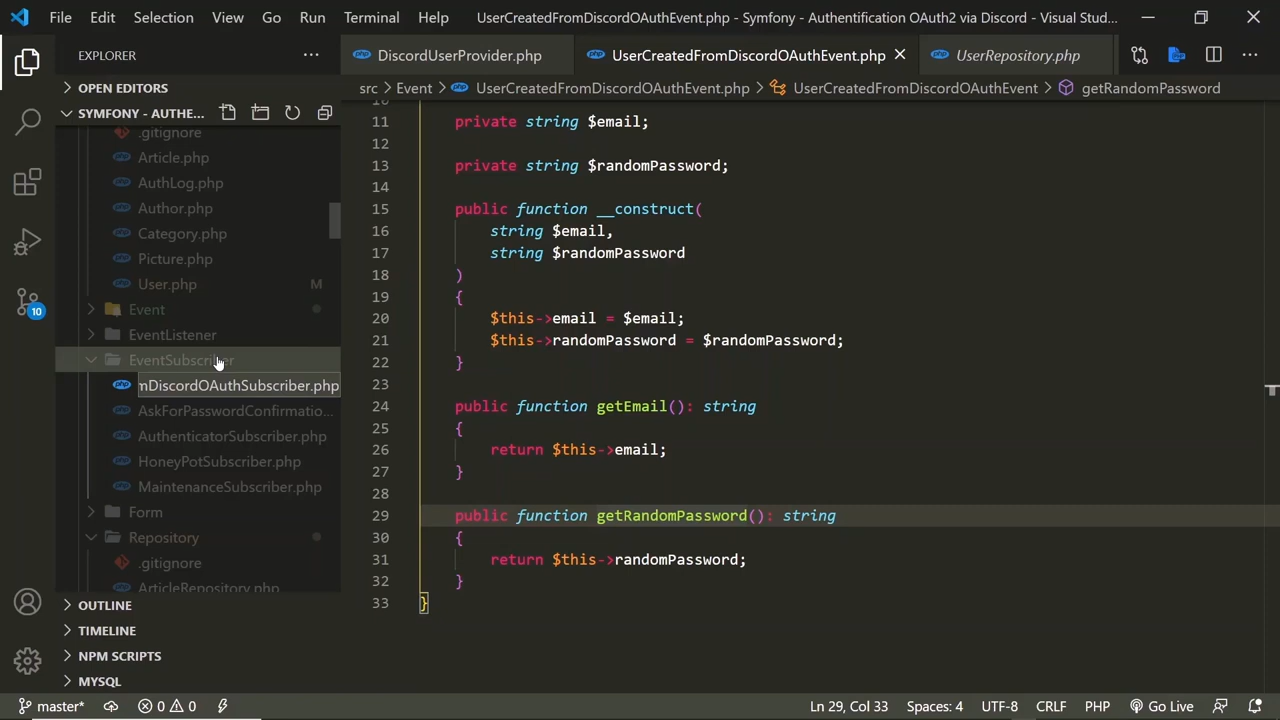 File Edit Selection View Go Run Terminal Help UserCreatedFromDiscordOAuthEvent.php - Symfony - Authentification OAuth2 via Discord - Visual Stud...
EXPLORER
DiscordUserProvider.php UserCreatedFromDiscordOAuthEvent.php UserRepository.php
OPEN EDITORS
src > Event > UserCreatedFromDiscordOAuthEvent.php > UserCreatedFromDiscordOAuthEvent > getRandomPassword
SYMFONY - AUTHE...
.gitignore
Article.php
AuthLog.php
Author.php
Category.php
Picture.php
User.php M
Event
EventListener
EventSubscriber
mDiscordOAuthSubscriber.php
AskForPasswordConfirmatio...
AuthenticatorSubscriber.php
HoneyPotSubscriber.php
MaintenanceSubscriber.php
Form
Repository
.gitignore
ArticleRepository.php
OUTLINE
TIMELINE
NPM SCRIPTS
MYSQL
10
10
11 private string $email;
12
13 private string $randomPassword;
14
15 public function __construct(
16 string $email,
17 string $randomPassword
18 )
19 {
20 $this->email = $email;
21 $this->randomPassword = $randomPassword;
22 }
23
24 public function getEmail(): string
25 {
26 return $this->email;
27 }
28
29 public function getRandomPassword(): string
30 {
31 return $this->randomPassword;
32 }
33 }
master* 0 0 Ln 29, Col 33 Spaces: 4 UTF-8 CRLF PHP Go Live